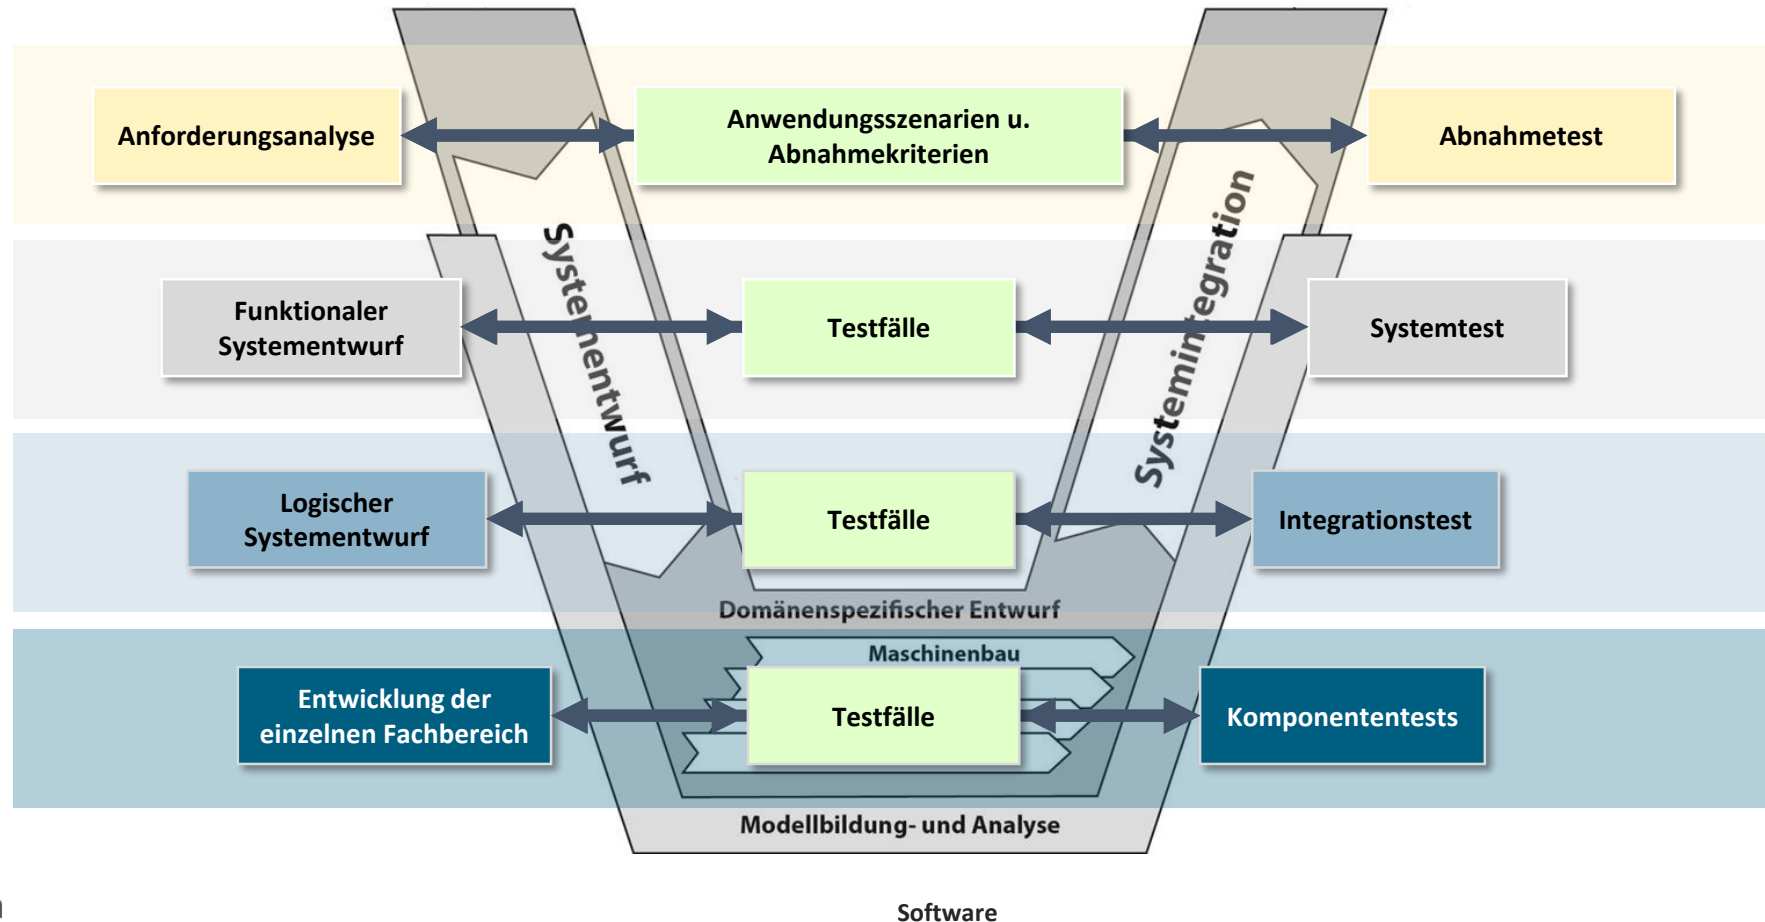 Anforderungsanalyse
Anwendungsszenarien u.
Abnahmekriterien
Abnahmetest
Systementwurf
Systemintegration
Funktionaler
Systementwurf
Testfälle
Systemtest
Logischer
Systementwurf
Testfälle
Integrationstest
Domänenspezifischer Entwurf
Maschinenbau
Entwicklung der
einzelnen Fachbereich
Testfälle
Komponententests
Modellbildung- und Analyse
Software